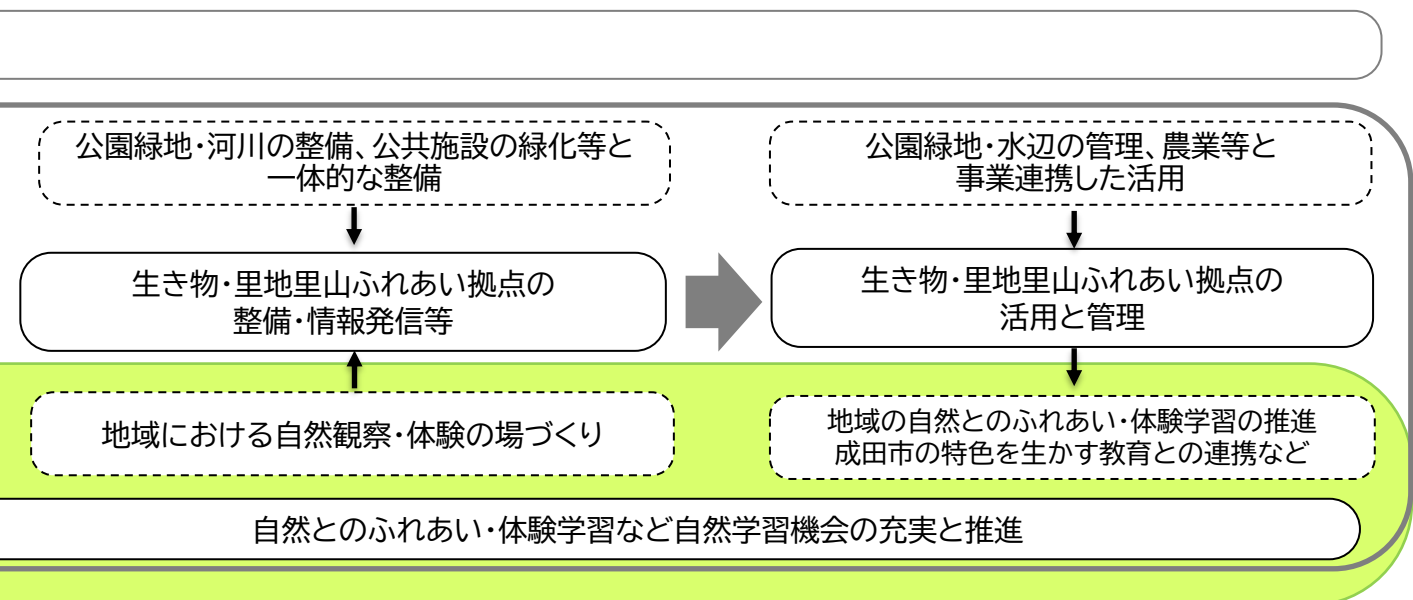 公園緑地・河川の整備、公共施設の緑化等と
一体的な整備
公園緑地・水辺の管理、農業等と
事業連携した活用
生き物・里地里山ふれあい拠点の
整備・情報発信等
生き物・里地里山ふれあい拠点の
活用と管理
地域における自然観察・体験の場づくり
地域の自然とのふれあい・体験学習の推進
成田市の特色を生かす教育との連携など
自然とのふれあい・体験学習など自然学習機会の充実と推進